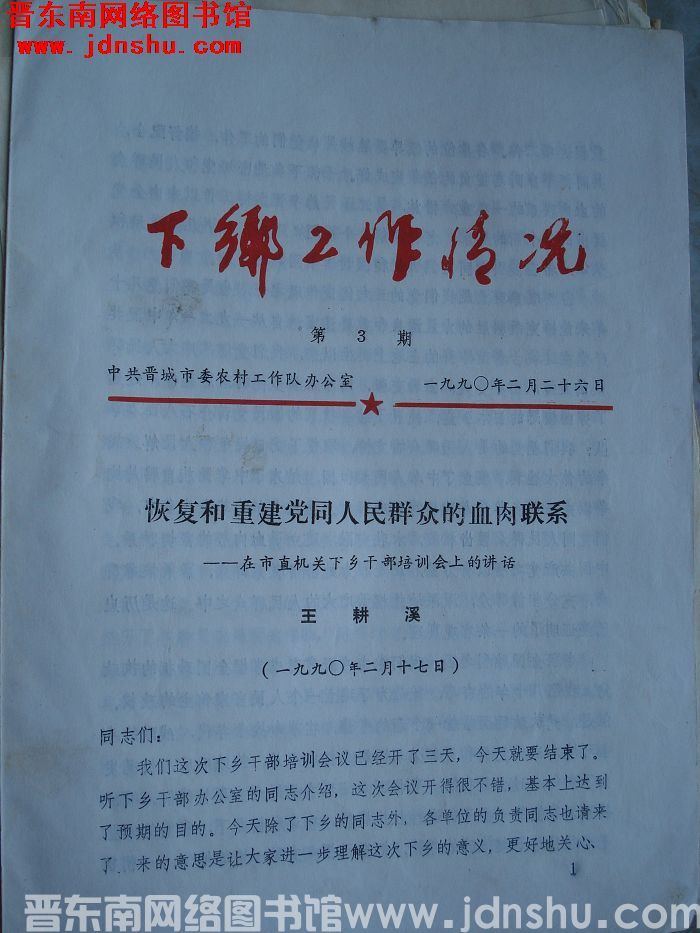 晋东南网络图书馆
www.jdnshu.com
下鄉工作情况
第 3 期
中共晋城市委农村工作队办公室 一九九〇年二月二十六日
恢复和重建党同人民群众的血肉联系
——在市直机关下乡干部培训会上的讲话
王 耕 溪
(一九九〇年二月十七日)
同志们：
我们这次下乡干部培训会议已经开了三天，今天就要结束了。
听下乡干部办公室的同志介绍，这次会议开得很不错，基本上达到
了预期的目的。今天除了下乡的同志外，各单位的负责同志也请来
了 来的意思是让大家进一步理解这次下乡的意义，更好地关心、
1
晋东南网络图书馆www.jdnshu.com